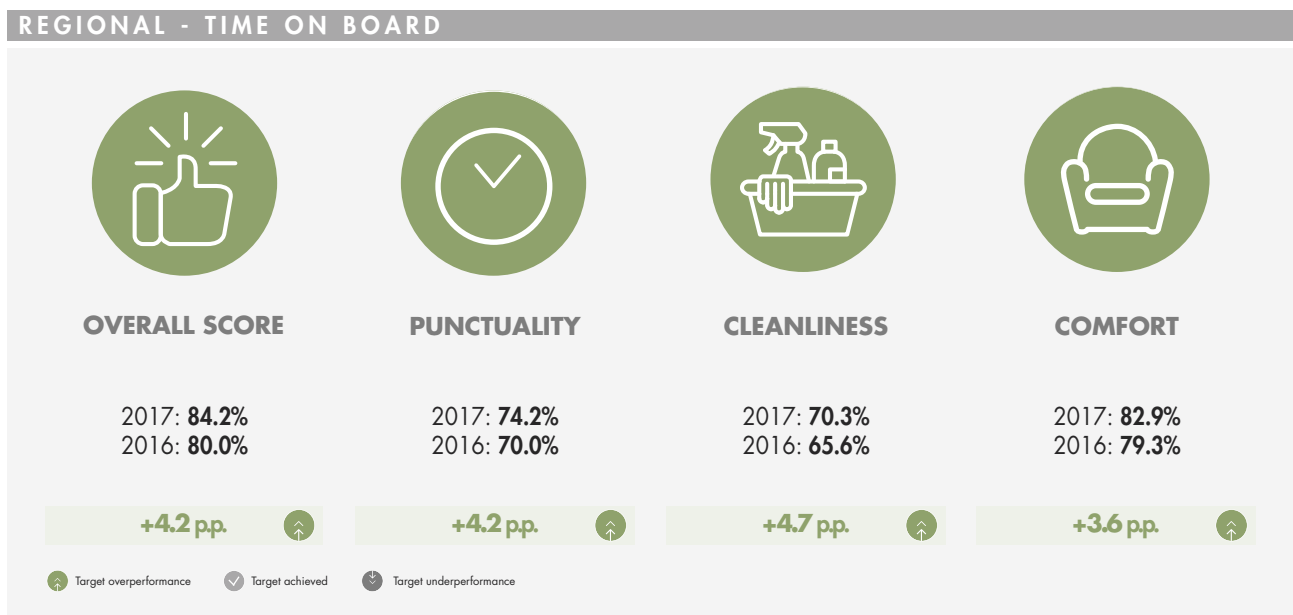 REGIONAL - TIME ON BOARD
OVERALL SCORE
2017: 84.2%
2016: 80.0%
+4.2 p.p.
PUNCTUALITY
2017: 74.2%
2016: 70.0%
+4.2 p.p.
CLEANLINESS
2017: 70.3%
2016: 65.6%
+4.7 p.p.
COMFORT
2017: 82.9%
2016: 79.3%
+3.6 p.p.
Target overperformance
Target achieved
Target underperformance